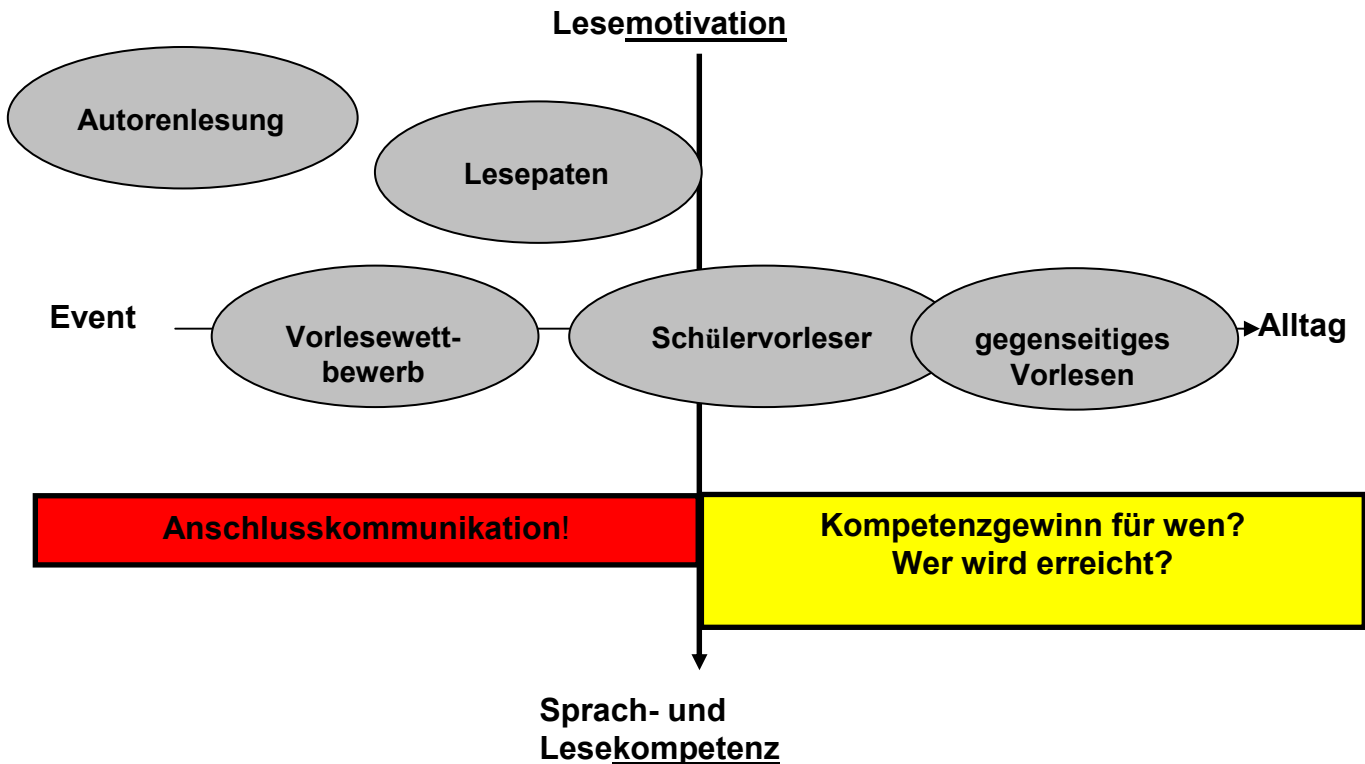 Lesemotivation
Autorenlesung
Lesepaten
Event
Vorlesewett-
bewerb
Schülervorleser
gegenseitiges
Vorlesen
Alltag
Anschlusskommunikation!
Kompetenzgewinn für wen?
Wer wird erreicht?
Sprach- und
Lesekompetenz